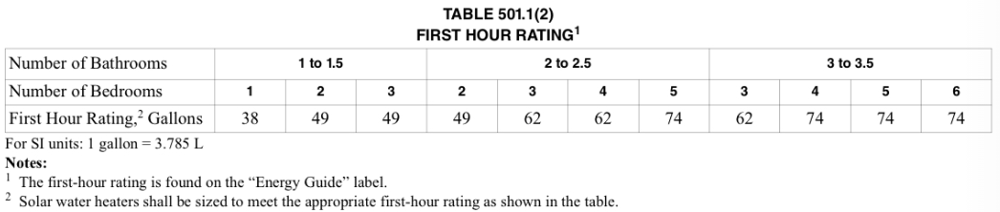 TABLE 501.1(2)
FIRST HOUR RATING¹
Number of Bathrooms 1 to 1.5 2 to 2.5 3 to 3.5
Number of Bedrooms 1 2 3 2 3 4 5 3 4 5 6
First Hour Rating,² Gallons 38 49 49 49 62 62 74 62 74 74 74
For SI units: 1 gallon = 3.785 L
Notes:
¹ The first-hour rating is found on the “Energy Guide” label.
² Solar water heaters shall be sized to meet the appropriate first-hour rating as shown in the table.